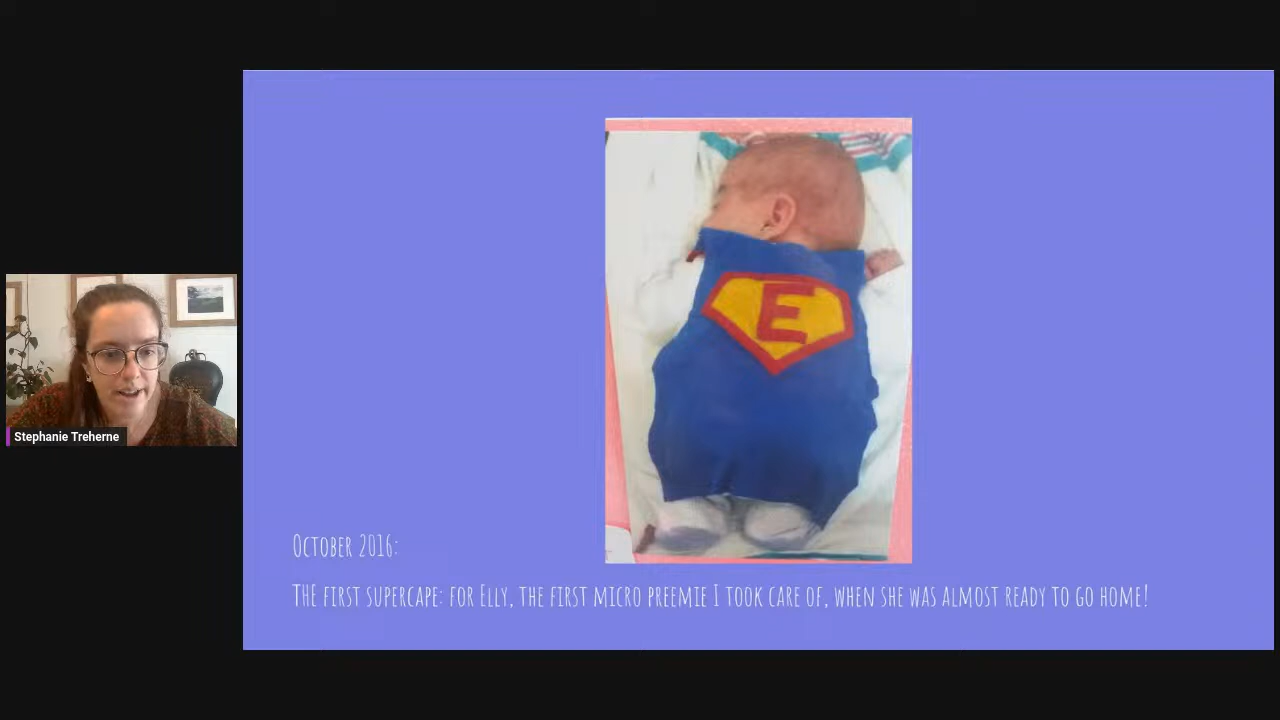 E
Stephanie Treherne
October 2016:
THE first supercape: for Elly, the first micro preemie I took care of, when she was almost ready to go home!